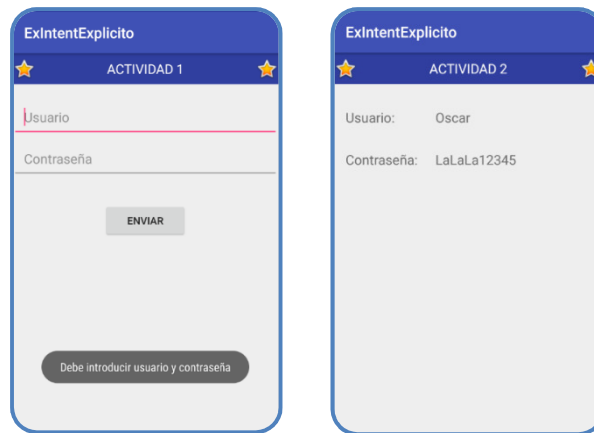 ExIntentExplicito
ACTIVIDAD 1
Usuario
Contraseña
ENVIAR
Debe introducir usuario y contraseña
ExIntentExplicito
ACTIVIDAD 2
Usuario: Oscar
Contraseña: LaLaLa12345